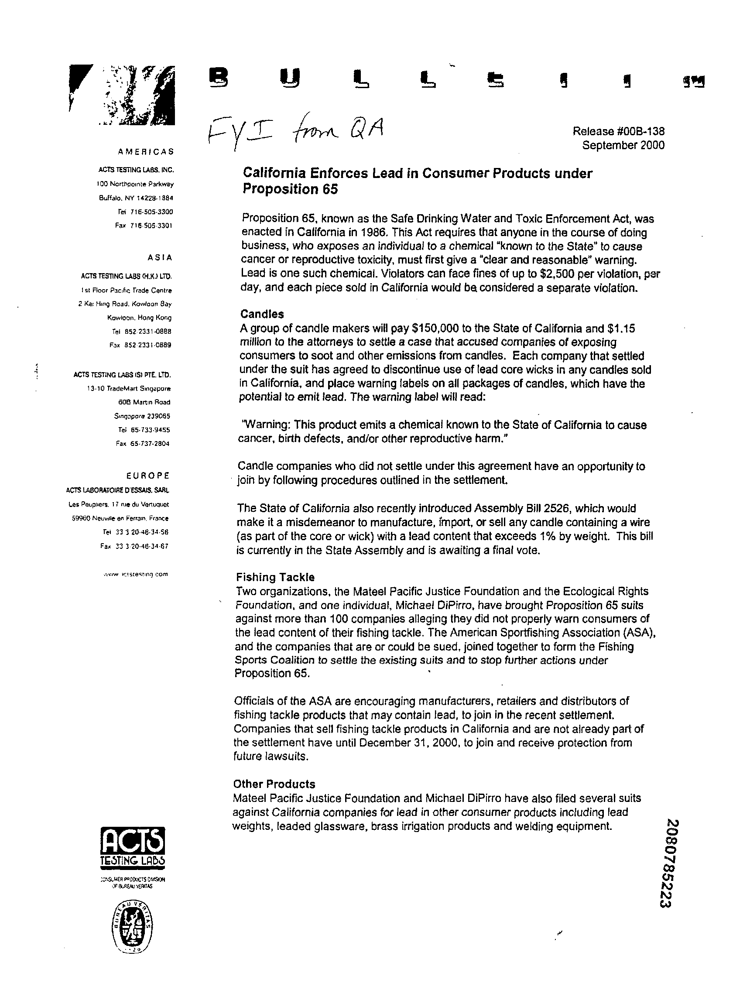 B U L L E T I N
FYI from QA
Release #00B-138
September 2000
AMERICAS
ACTS TESTING LABS, INC.
100 Northpointe Parkway
Buffalo, NY 14228-1884
Tel 716-505-3300
Fax 716-505-3301
ASIA
ACTS TESTING LABS (H.K.) LTD.
1st Floor Pacific Trade Centre
2 Kai Hing Road, Kowloon Bay
Kowloon, Hong Kong
Tel 852 2331-0888
Fax 852 2331-0889
ACTS TESTING LABS (S) PTE. LTD.
13-10 TradeMart Singapore
60B Martin Road
Singapore 239065
Tel 65-733-9455
Fax 65-737-2804
EUROPE
ACTS LABORATOIRE D'ESSAIS, SARL
Les Peupliers, 17 rue du Vertuquet
59960 Neuville en Ferrain, France
Tel 33 3 20-46-34-56
Fax 33 3 20-46-34-67
www.actstesting.com
California Enforces Lead in Consumer Products under
Proposition 65
Proposition 65, known as the Safe Drinking Water and Toxic Enforcement Act, was
enacted in California in 1986. This Act requires that anyone in the course of doing
business, who exposes an individual to a chemical "known to the State" to cause
cancer or reproductive toxicity, must first give a "clear and reasonable" warning.
Lead is one such chemical. Violators can face fines of up to $2,500 per violation, per
day, and each piece sold in California would be considered a separate violation.
Candles
A group of candle makers will pay $150,000 to the State of California and $1.15
million to the attorneys to settle a case that accused companies of exposing
consumers to soot and other emissions from candles. Each company that settled
under the suit has agreed to discontinue use of lead core wicks in any candles sold
in California, and place warning labels on all packages of candles, which have the
potential to emit lead. The warning label will read:
"Warning: This product emits a chemical known to the State of California to cause
cancer, birth defects, and/or other reproductive harm."
Candle companies who did not settle under this agreement have an opportunity to
join by following procedures outlined in the settlement.
The State of California also recently introduced Assembly Bill 2526, which would
make it a misdemeanor to manufacture, import, or sell any candle containing a wire
(as part of the core or wick) with a lead content that exceeds 1% by weight. This bill
is currently in the State Assembly and is awaiting a final vote.
Fishing Tackle
Two organizations, the Mateel Pacific Justice Foundation and the Ecological Rights
Foundation, and one individual, Michael DiPirro, have brought Proposition 65 suits
against more than 100 companies alleging they did not properly warn consumers of
the lead content of their fishing tackle. The American Sportfishing Association (ASA),
and the companies that are or could be sued, joined together to form the Fishing
Sports Coalition to settle the existing suits and to stop further actions under
Proposition 65.
Officials of the ASA are encouraging manufacturers, retailers and distributors of
fishing tackle products that may contain lead, to join in the recent settlement.
Companies that sell fishing tackle products in California and are not already part of
the settlement have until December 31, 2000, to join and receive protection from
future lawsuits.
Other Products
Mateel Pacific Justice Foundation and Michael DiPirro have also filed several suits
against California companies for lead in other consumer products including lead
weights, leaded glassware, brass irrigation products and welding equipment.
ACTS
TESTING LABS
CONSUMER PRODUCTS DIVISION
OF BUREAU VERITAS
BUREAU VERITAS
2080785223